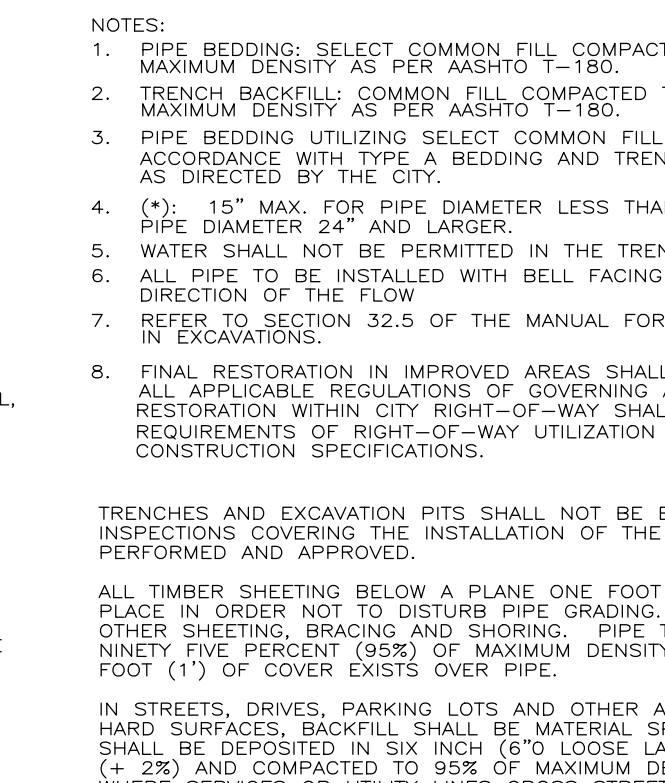 NOTES:
1. PIPE BEDDING: SELECT COMMON FILL COMPACT
MAXIMUM DENSITY AS PER AASHTO T–180.
2. TRENCH BACKFILL: COMMON FILL COMPACTED T
MAXIMUM DENSITY AS PER AASHTO T–180.
3. PIPE BEDDING UTILIZING SELECT COMMON FILL
ACCORDANCE WITH TYPE A BEDDING AND TREN
AS DIRECTED BY THE CITY.
4. (*): 15” MAX. FOR PIPE DIAMETER LESS THA
PIPE DIAMETER 24” AND LARGER.
5. WATER SHALL NOT BE PERMITTED IN THE TREN
6. ALL PIPE TO BE INSTALLED WITH BELL FACING
DIRECTION OF THE FLOW
7. REFER TO SECTION 32.5 OF THE MANUAL FOR
IN EXCAVATIONS.
8. FINAL RESTORATION IN IMPROVED AREAS SHALL
ALL APPLICABLE REGULATIONS OF GOVERNING A
L,
RESTORATION WITHIN CITY RIGHT–OF–WAY SHAL
REQUIREMENTS OF RIGHT–OF–WAY UTILIZATION
CONSTRUCTION SPECIFICATIONS.
TRENCHES AND EXCAVATION PITS SHALL NOT BE B
INSPECTIONS COVERING THE INSTALLATION OF THE
PERFORMED AND APPROVED.
ALL TIMBER SHEETING BELOW A PLANE ONE FOOT
PLACE IN ORDER NOT TO DISTURB PIPE GRADING.
OTHER SHEETING, BRACING AND SHORING. PIPE T
NINETY FIVE PERCENT (95%) OF MAXIMUM DENSITY
FOOT (1') OF COVER EXISTS OVER PIPE.
IN STREETS, DRIVES, PARKING LOTS AND OTHER A
HARD SURFACES, BACKFILL SHALL BE MATERIAL SP
SHALL BE DEPOSITED IN SIX INCH (6”0 LOOSE LA
(+ 2%) AND COMPACTED TO 95% OF MAXIMUM DE
WHERE SERVICES OR UTILITY LINES CROSS STREET